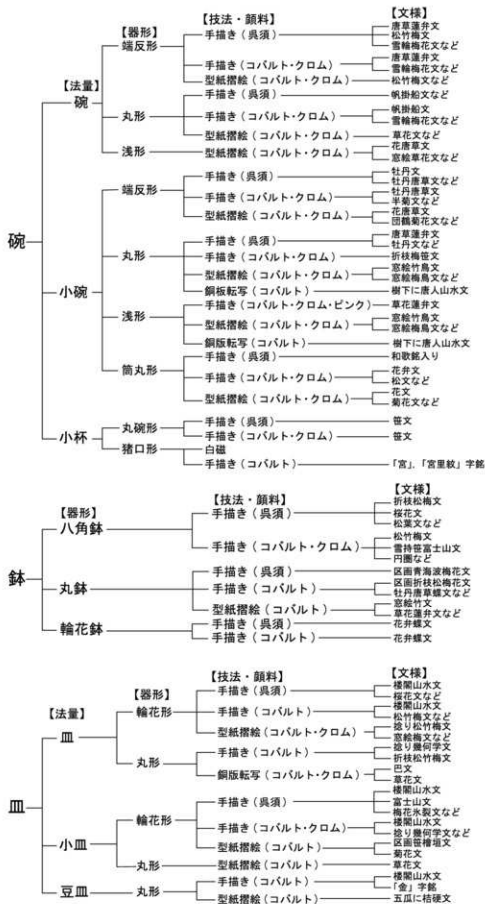 【器形】 【技法・顔料】 【文様】
端反形 手描き(呉須) 唐草蓮弁文
松竹梅文
雪輪梅花文など
手描き(コバルト・クロム) 唐草蓮弁文
雪輪梅花文など
型紙摺絵(コバルト・クロム) 松竹梅文など
【法量】
碗 丸形 手描き(呉須) 帆掛船文など
手描き(コバルト・クロム) 帆掛船文
雪輪梅花文など
型紙摺絵(コバルト・クロム) 草花文など
浅形 型紙摺絵(コバルト・クロム) 花唐草文
窓絵草花文など
碗
小碗 端反形 手描き(呉須) 牡丹文
牡丹唐草文など
手描き(コバルト・クロム) 牡丹唐草文
半菊文など
型紙摺絵(コバルト・クロム) 花唐草文
団鶴菊花文など
丸形 手描き(呉須) 唐草蓮弁文
牡丹文など
手描き(コバルト・クロム) 折枝梅笹文
型紙摺絵(コバルト・クロム) 窓絵竹鳥文
窓絵梅鳥文など
銅板転写(コバルト) 樹下に唐人山水文
浅形 手描き(コバルト・クロム・ピンク) 草花蓮弁文
型紙摺絵(コバルト・クロム) 窓絵竹鳥文
窓絵梅鳥文など
銅版転写(コバルト) 樹下に唐人山水文
筒丸形 手描き(呉須) 和歌銘入り
手描き(コバルト・クロム) 花弁文
松文など
型紙摺絵(コバルト・クロム) 花文
菊花文など
小杯 丸碗形 手描き(呉須) 笹文
手描き(コバルト・クロム) 笹文
猪口形 白磁
手描き(コバルト) 「宮」、「宮里紋」字銘
【器形】 【技法・顔料】 【文様】
鉢
八角鉢 手描き(呉須) 折枝松梅文
桜花文
松葉文など
手描き(コバルト・クロム) 松竹梅文
雪持笹富士山文
円圏など
丸鉢 手描き(呉須) 区画青海波梅花文
手描き(コバルト) 区画折枝松梅花文
牡丹唐草蝶文など
型紙摺絵(コバルト) 窓絵竹文
草花蓮弁文など
輪花鉢 手描き(呉須) 花弁蝶文
手描き(コバルト) 花弁蝶文
【法量】 【器形】 【技法・顔料】 【文様】
皿
皿 輪花形 手描き(呉須) 楼閣山水文
桜花文など
手描き(コバルト) 楼閣山水文
松竹梅文など
型紙摺絵(コバルト・クロム) 捻り松竹梅文
窓絵梅文など
丸形 手描き(コバルト) 捻り幾何学文
折枝松竹梅文
銅版転写(コバルト・クロム) 巴文
草花文
小皿 輪花形 手描き(呉須) 楼閣山水文
富士山文
梅花氷裂文など
手描き(コバルト・クロム) 楼閣山水文
捻り幾何学文など
型紙摺絵(コバルト) 区画笹檜垣文
菊花文
丸形 型紙摺絵(コバルト・クロム) 草花文
豆皿 丸形 手描き(コバルト) 楼閣山水文
「金」字銘
型紙摺絵(コバルト) 五瓜に桔梗文